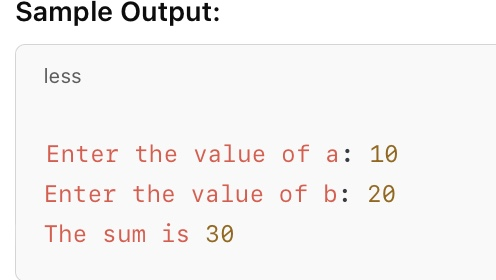 Sample Output:
less
Enter the value of a: 10
Enter the value of b: 20
The sum is 30